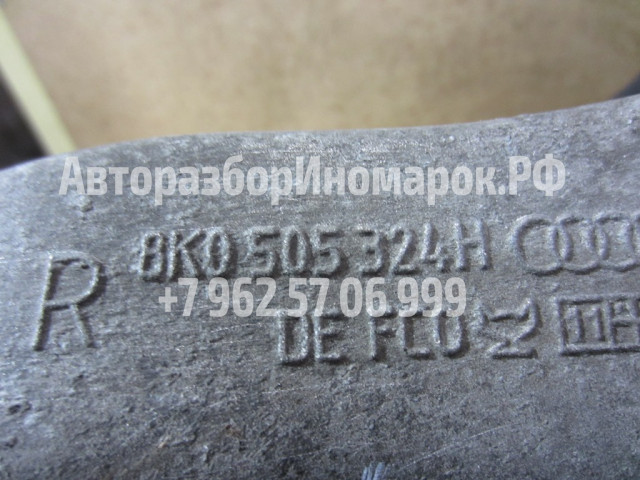 АвторазборИномарок.РФ
R 8K0 505 324H
+7 962 57 06 999
DE FLO